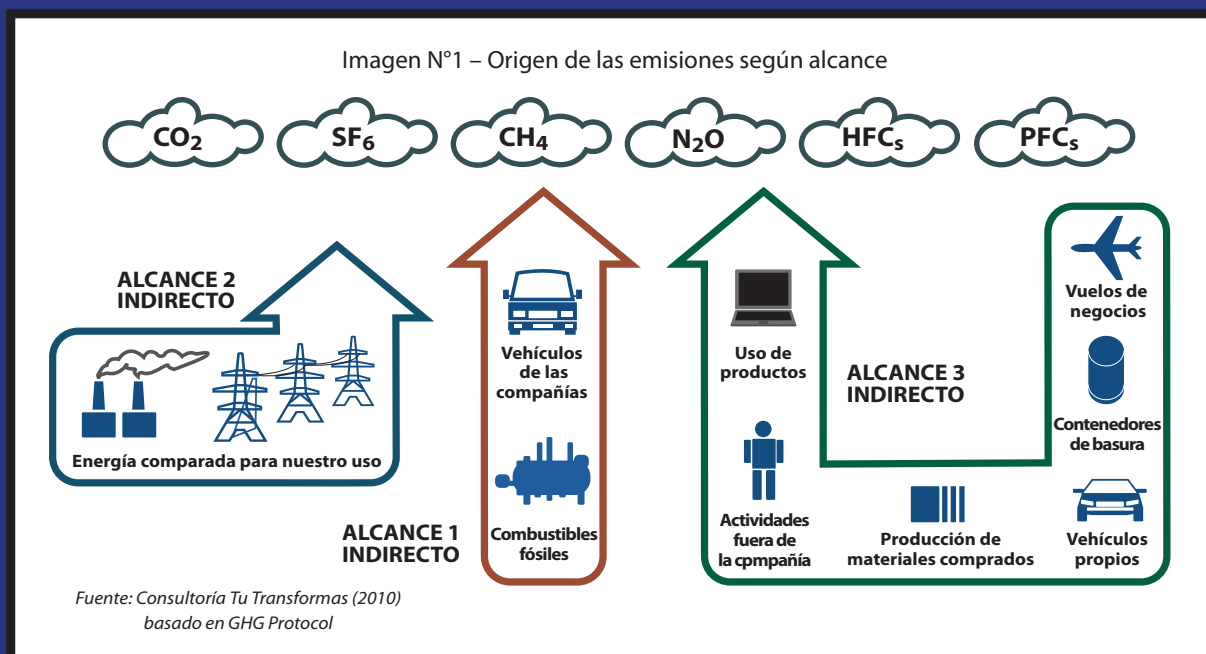 Imagen N°1 – Origen de las emisiones según alcance
CO2
SF6
CH4
N2O
HFCs
PFCs
ALCANCE 2
INDIRECTO
Energía comparada para nuestro uso
Vehículos
de las
compañías
ALCANCE 1
INDIRECTO
Combustibles
fósiles
Uso de
productos
Actividades
fuera de
la cpmpañía
ALCANCE 3
INDIRECTO
Producción de
materiales comprados
Vuelos de
negocios
Contenedores
de basura
Vehículos
propios
Fuente: Consultoría Tu Transformas (2010)
basado en GHG Protocol